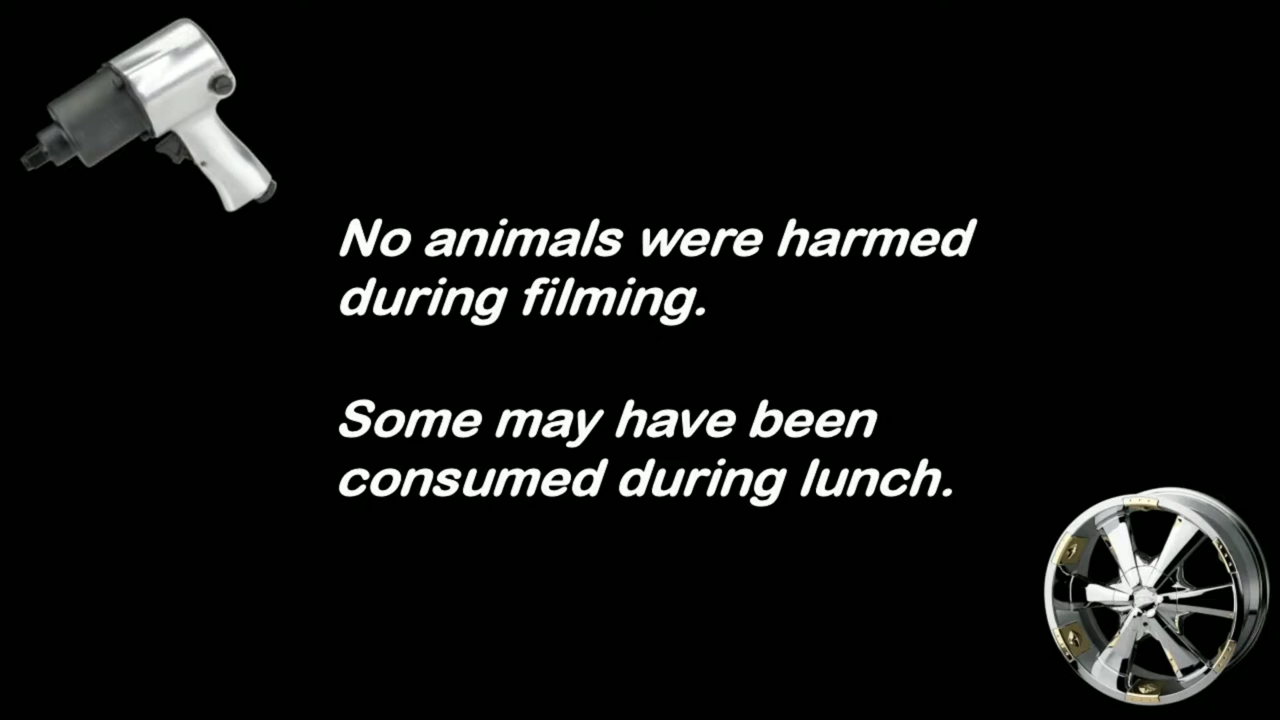 No animals were harmed
during filming.
Some may have been
consumed during lunch.